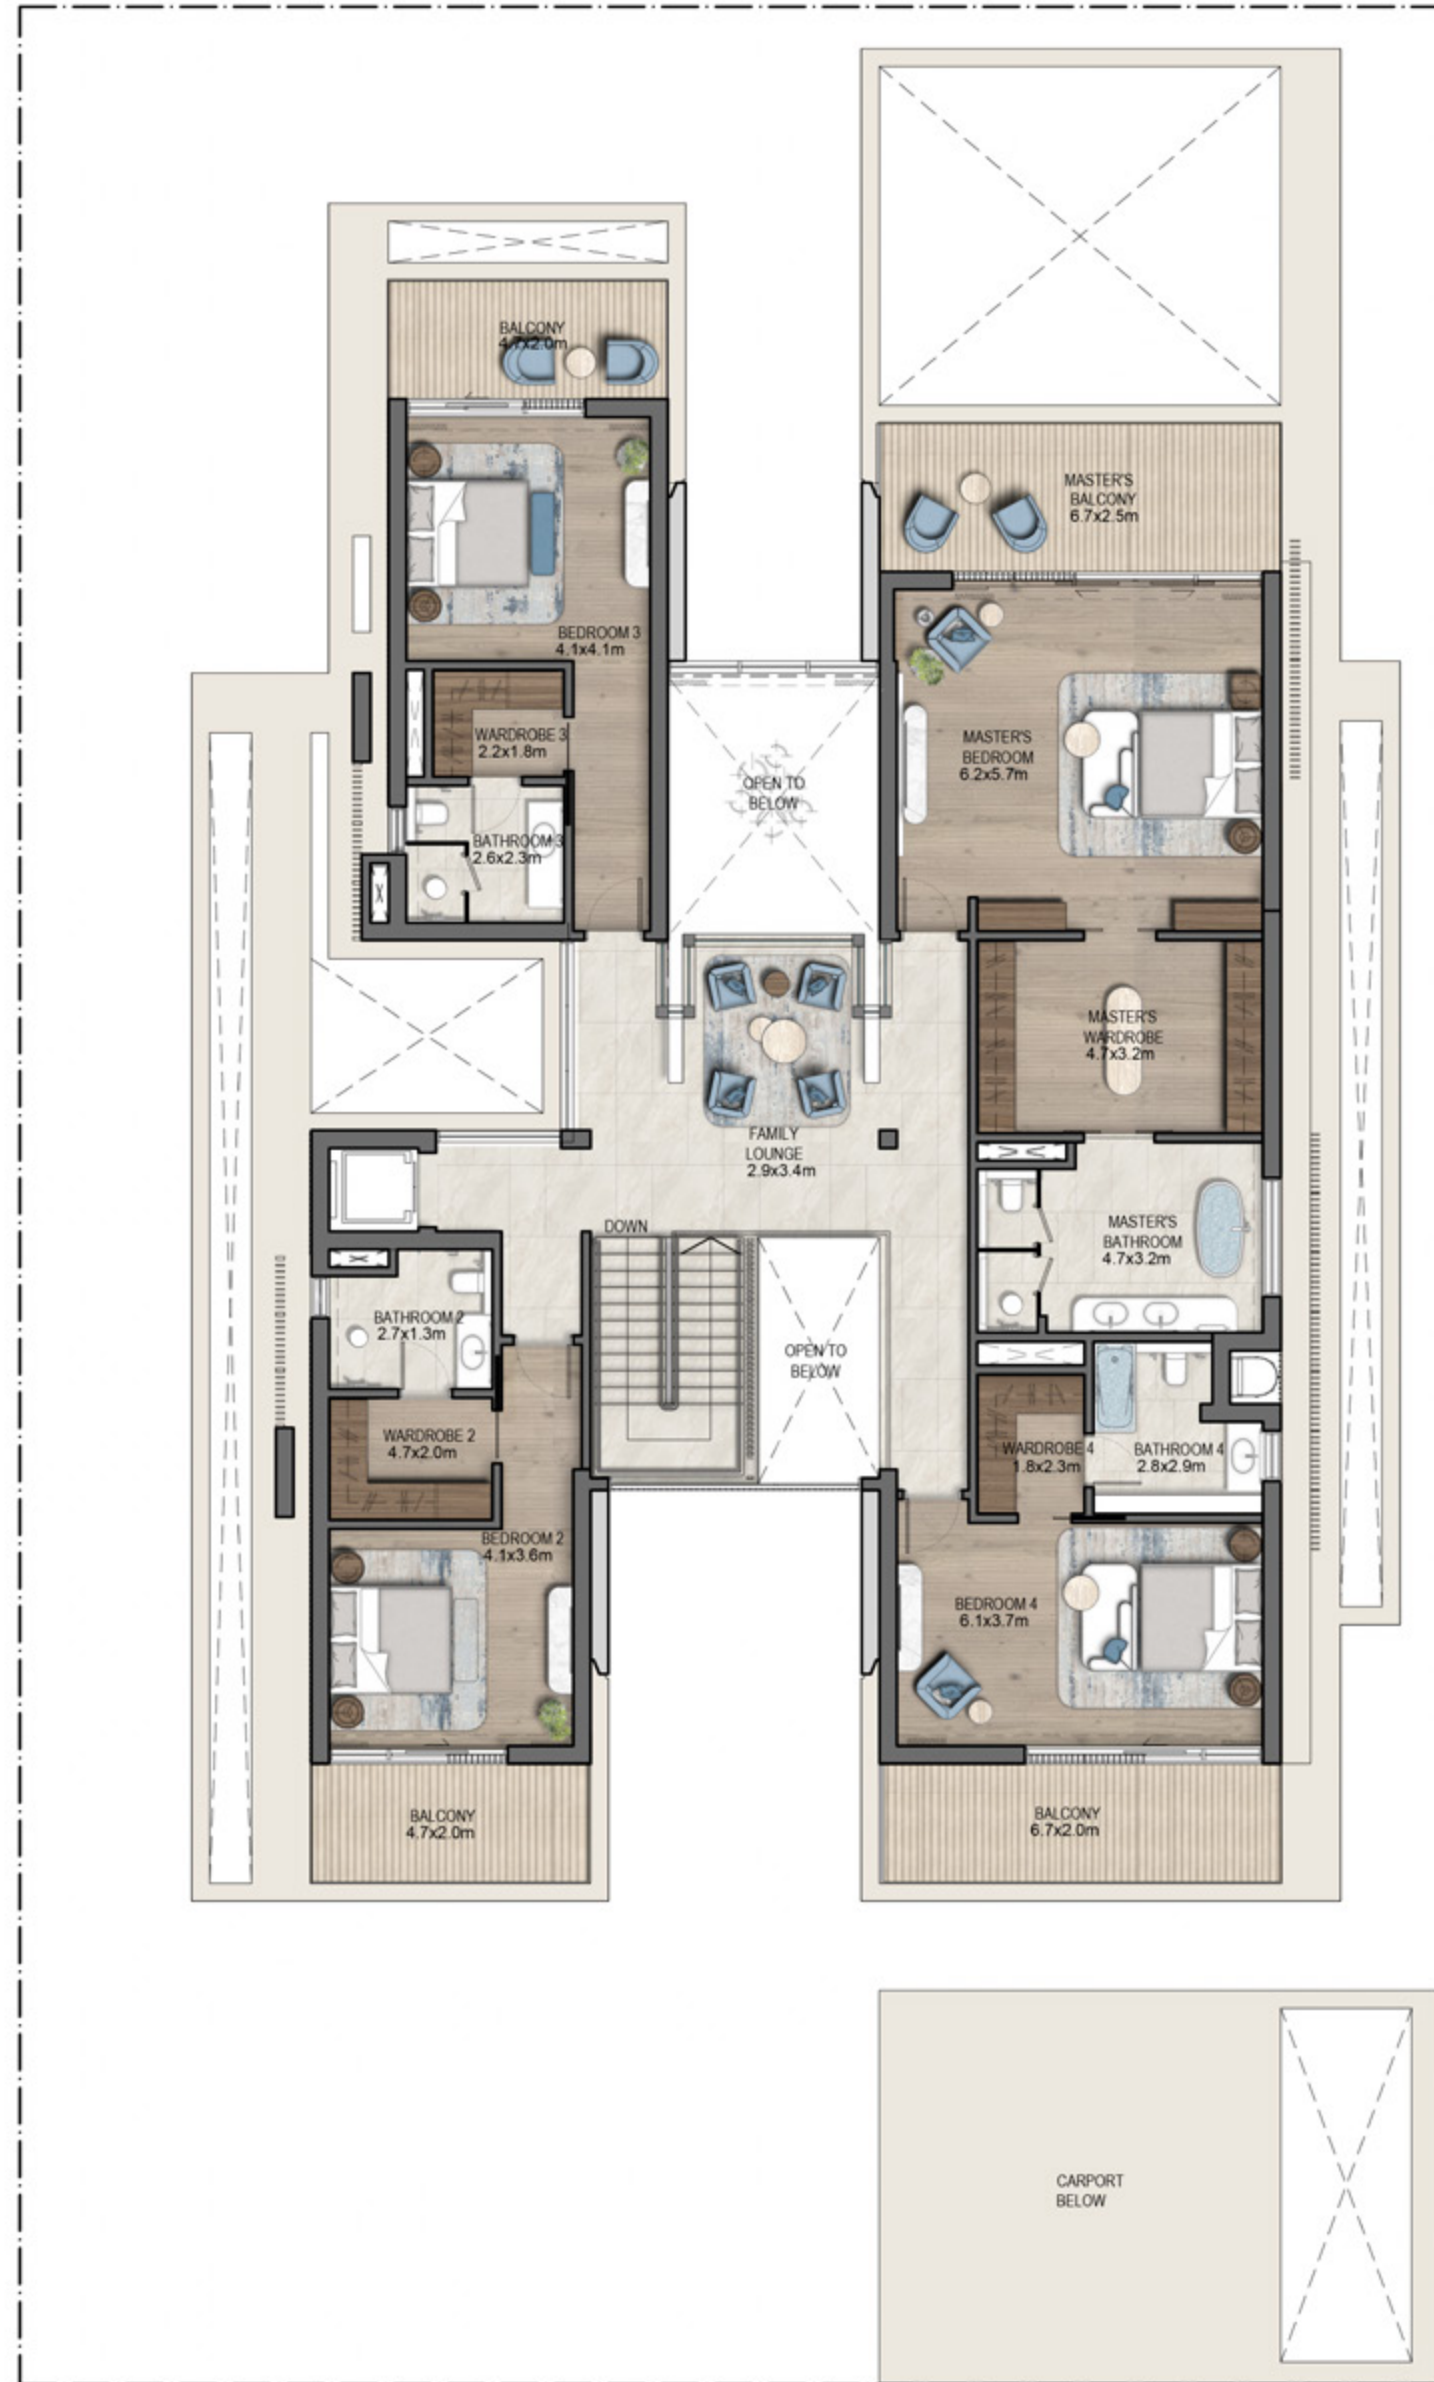 BALCONY
4.7x2.0m
MASTER'S
BALCONY
6.7x2.5m
BEDROOM 3
4.1x4.1m
WARDROBE 3
2.2x1.8m
MASTER'S
BEDROOM
6.2x5.7m
OPEN TO
BELOW
BATHROOM 3
2.6x2.3m
MASTER'S
WARDROBE
4.7x3.2m
FAMILY
LOUNGE
2.9x3.4m
DOWN
MASTER'S
BATHROOM
4.7x3.2m
BATHROOM 2
2.7x1.3m
OPEN TO
BELOW
WARDROBE 2
4.7x2.0m
WARDROBE 4
1.8x2.3m
BATHROOM 4
2.8x2.9m
BEDROOM 2
4.1x3.6m
BEDROOM 4
6.1x3.7m
BALCONY
4.7x2.0m
BALCONY
6.7x2.0m
CARPORT
BELOW